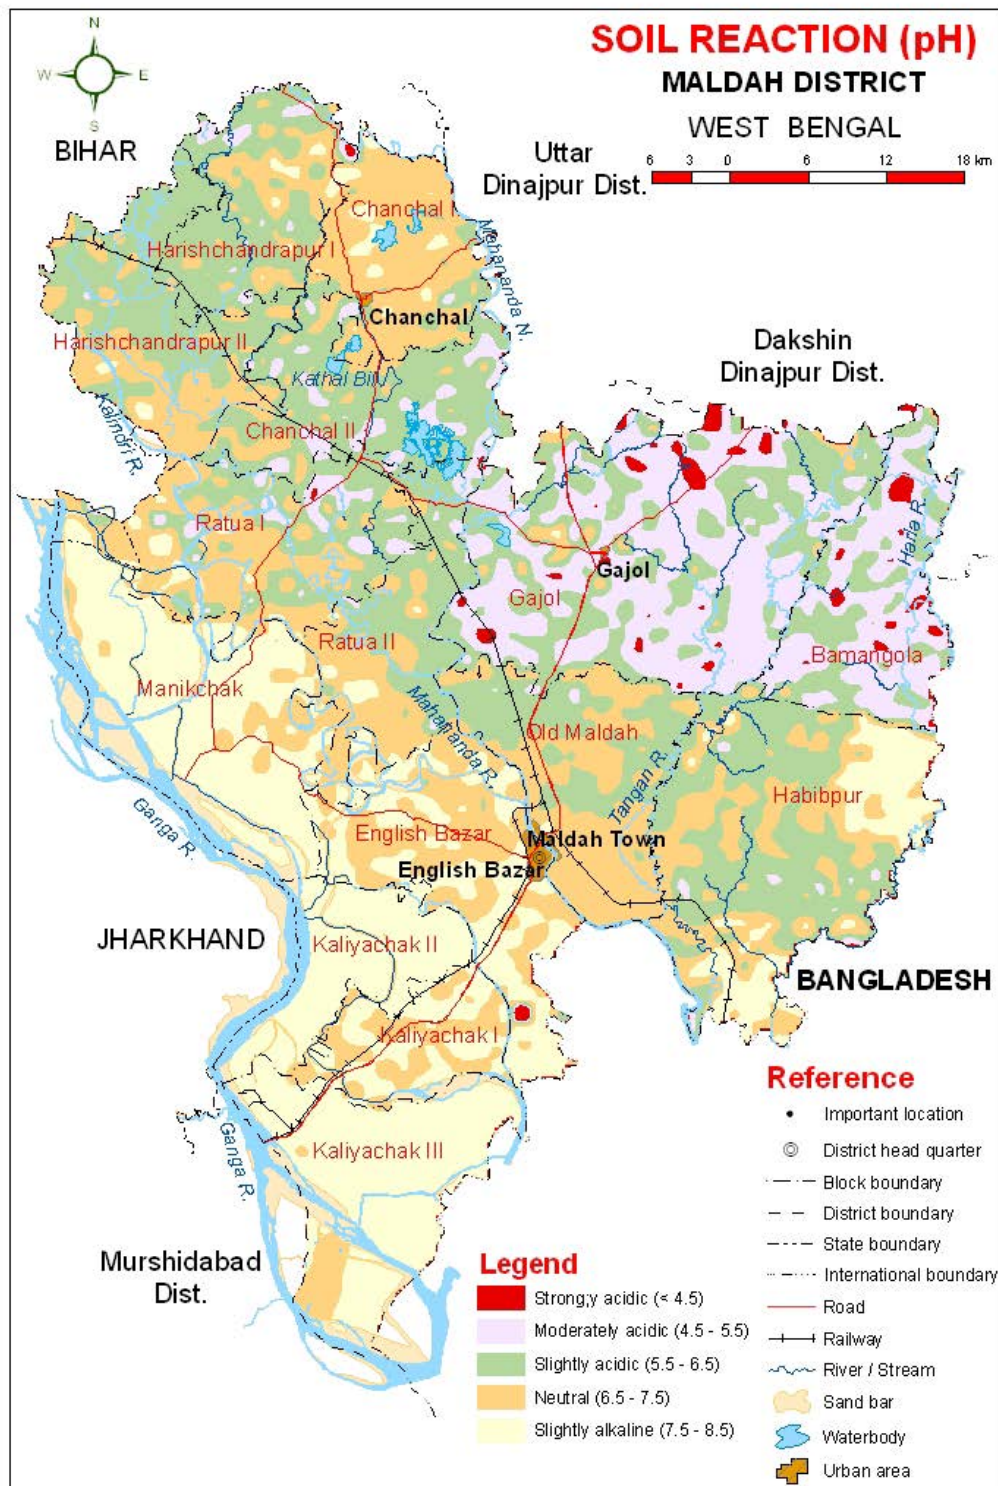 SOIL REACTION (pH)
MALDAH DISTRICT
WEST BENGAL
6 3 0 6 12 18 km
N
W E
S
BIHAR
Uttar
Dinajpur Dist.
Chanchal I
Harishchandrapur I
Mahananda N.
Chanchal
Harishchandrapur II
Dakshin
Dinajpur Dist.
Kathal Bil
Kalindri R.
Chanchal II
Ratua I
Haria R.
Gajol
Gajol
Ratua II
Bamangola
Manikchak
Mahananda R.
Old Maldah
Tangan R.
Habibpur
Ganga R.
English Bazar
Maldah Town
English Bazar
JHARKHAND
Kaliyachak II
BANGLADESH
Kaliyachak I
Ganga R.
Kaliyachak III
Murshidabad
Dist.
Legend
Strong;y acidic (< 4.5)
Moderately acidic (4.5 - 5.5)
Slightly acidic (5.5 - 6.5)
Neutral (6.5 - 7.5)
Slightly alkaline (7.5 - 8.5)
Reference
Important location
District head quarter
Block boundary
District boundary
State boundary
International boundary
Road
Railway
River / Stream
Sand bar
Waterbody
Urban area